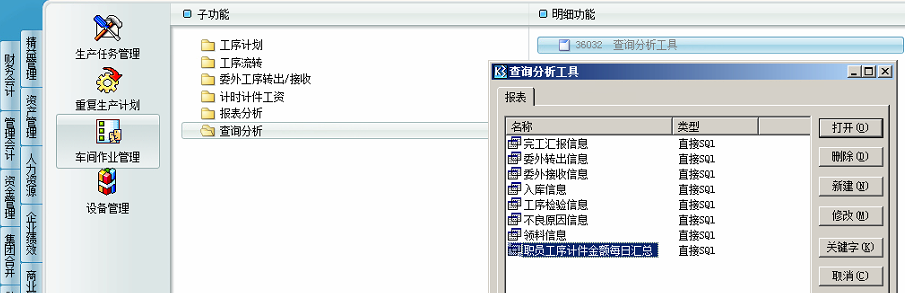 财务会计
管理会计
资金管理
集团合并
精益管理
资产管理
人力资源
企业绩效
商业
生产任务管理
重复生产计划
车间作业管理
设备管理
子功能
工序计划
工序流转
委外工序转出/接收
计时计件工资
报表分析
查询分析
明细功能
36032 查询分析工具
查询分析工具
报表
名称 类型
完工汇报信息 直接SQl
委外转出信息 直接SQl
委外接收信息 直接SQl
入库信息 直接SQl
工序检验信息 直接SQl
不良原因信息 直接SQl
领料信息 直接SQl
职员工序计件金额每日汇总 直接SQl
打开(O)
删除(D)
新建(N)
修改(M)
关键字(K)
取消(C)